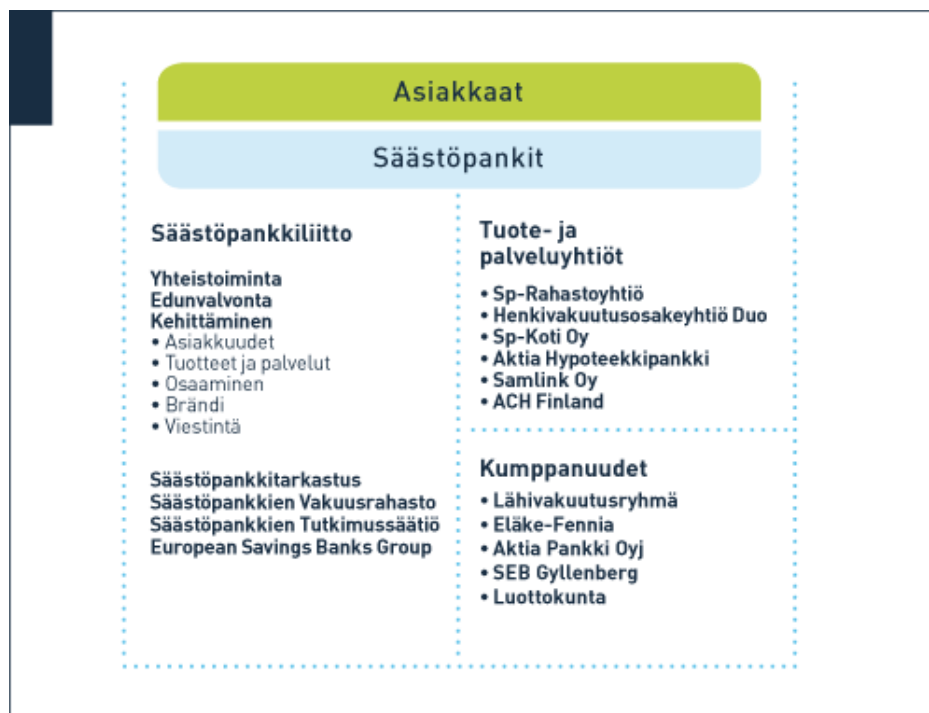 Asiakkaat
Säästöpankit
Säästöpankkiliitto
Yhteistoiminta
Edunvalvonta
Kehittäminen
• Asiakkuudet
• Tuotteet ja palvelut
• Osaaminen
• Brändi
• Viestintä
Säästöpankkitarkastus
Säästöpankkien Vakuusrahasto
Säästöpankkien Tutkimussäätiö
European Savings Banks Group
Tuote- ja
palveluyhtiöt
• Sp-Rahastoyhtiö
• Henkivakuutusosakeyhtiö Duo
• Sp-Koti Oy
• Aktia Hypoteekkipankki
• Samlink Oy
• ACH Finland
Kumppanuudet
• Lähivakuutusryhmä
• Eläke-Fennia
• Aktia Pankki Oyj
• SEB Gyllenberg
• Luottokunta